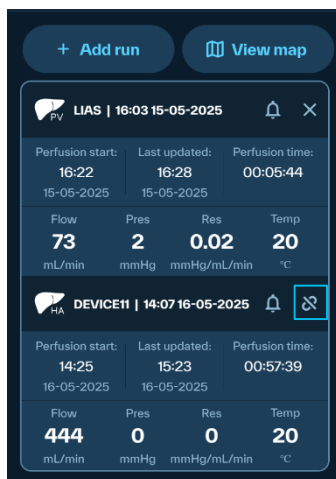 + Add run
View map
PV LIAS | 16:03 15-05-2025
Perfusion start: Last updated: Perfusion time:
16:22 16:28 00:05:44
15-05-2025 15-05-2025
Flow Pres Res Temp
73 2 0.02 20
mL/min mmHg mmHg/mL/min °C
HA DEVICE11 | 14:07 16-05-2025
Perfusion start: Last updated: Perfusion time:
14:25 15:23 00:57:39
16-05-2025 16-05-2025
Flow Pres Res Temp
444 0 0 20
mL/min mmHg mmHg/mL/min °C